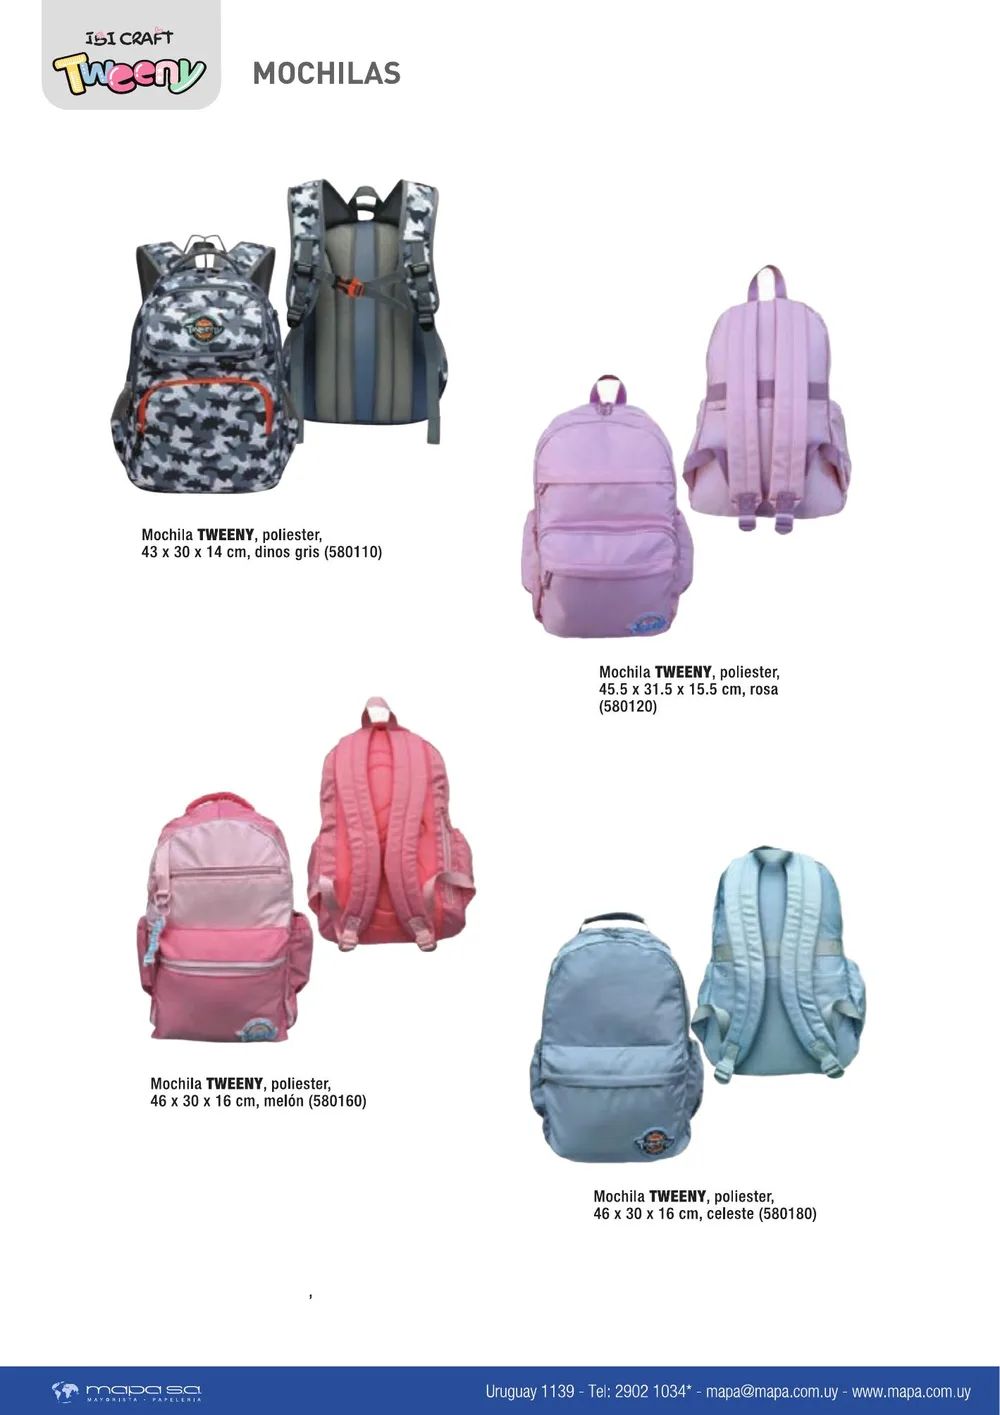 IBI CRAFT
Tweeny
MOCHILAS
Mochila TWEENY, poliester,
43 x 30 x 14 cm, dinos gris (580110)
Mochila TWEENY, poliester,
45.5 x 31.5 x 15.5 cm, rosa
(580120)
Mochila TWEENY, poliester,
46 x 30 x 16 cm, melón (580160)
Mochila TWEENY, poliester,
46 x 30 x 16 cm, celeste (580180)
,
mapa sa
MAYORISTA - PAPELERIA
Uruguay 1139 - Tel: 2902 1034* - mapa@mapa.com.uy - www.mapa.com.uy